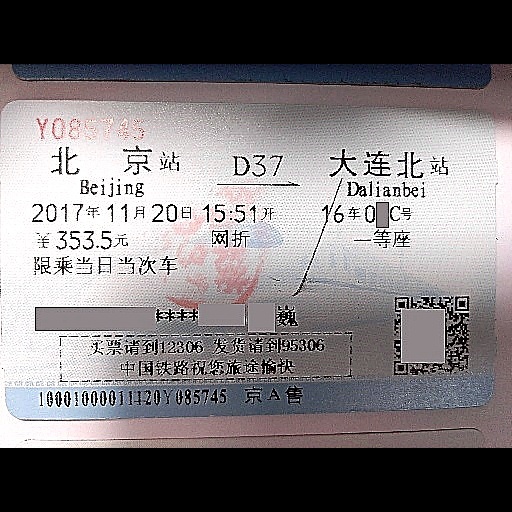 Y085745
北 京站 D37 大连北站
Beijing Dalianbei
2017年11月20日 15:51开 16车0 C号
￥353.5元 网折 一等座
限乘当日当次车
**** 巍
买票请到12306 发货请到95306
中国铁路祝您旅途愉快
10001000011120Y085745 京A售